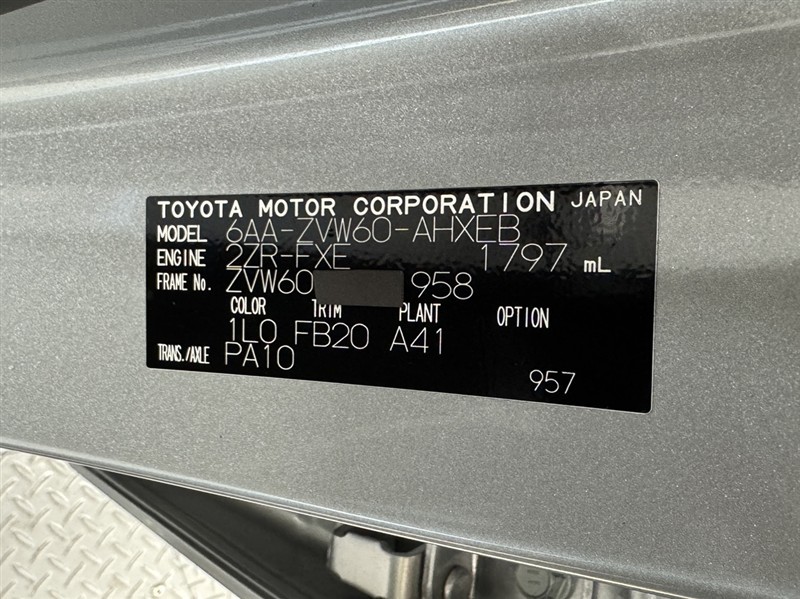 TOYOTA MOTOR CORPORATION JAPAN
MODEL 6AA-ZVW60-AHXEB
ENGINE 2ZR-FXE 1797 mL
FRAME No. ZVW60 958
COLOR TRIM PLANT OPTION
1L0 FB20 A41
TRANS./AXLE PA10
957